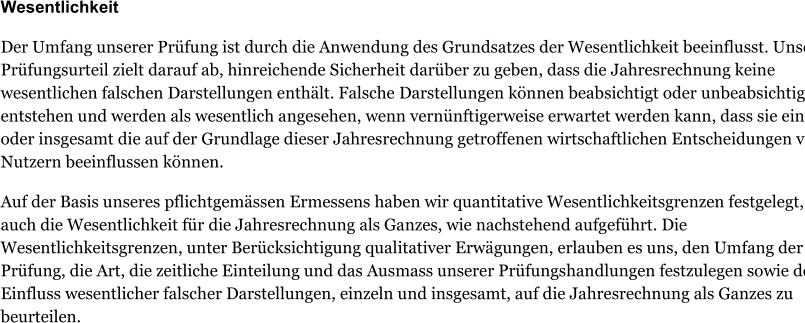 Wesentlichkeit
Der Umfang unserer Prüfung ist durch die Anwendung des Grundsatzes der Wesentlichkeit beeinflusst. Unse
Prüfungsurteil zielt darauf ab, hinreichende Sicherheit darüber zu geben, dass die Jahresrechnung keine
wesentlichen falschen Darstellungen enthält. Falsche Darstellungen können beabsichtigt oder unbeabsichtig
entstehen und werden als wesentlich angesehen, wenn vernünftigerweise erwartet werden kann, dass sie ein
oder insgesamt die auf der Grundlage dieser Jahresrechnung getroffenen wirtschaftlichen Entscheidungen v
Nutzern beeinflussen können.
Auf der Basis unseres pflichtgemässen Ermessens haben wir quantitative Wesentlichkeitsgrenzen festgelegt,
auch die Wesentlichkeit für die Jahresrechnung als Ganzes, wie nachstehend aufgeführt. Die
Wesentlichkeitsgrenzen, unter Berücksichtigung qualitativer Erwägungen, erlauben es uns, den Umfang der
Prüfung, die Art, die zeitliche Einteilung und das Ausmass unserer Prüfungshandlungen festzulegen sowie de
Einfluss wesentlicher falscher Darstellungen, einzeln und insgesamt, auf die Jahresrechnung als Ganzes zu
beurteilen.